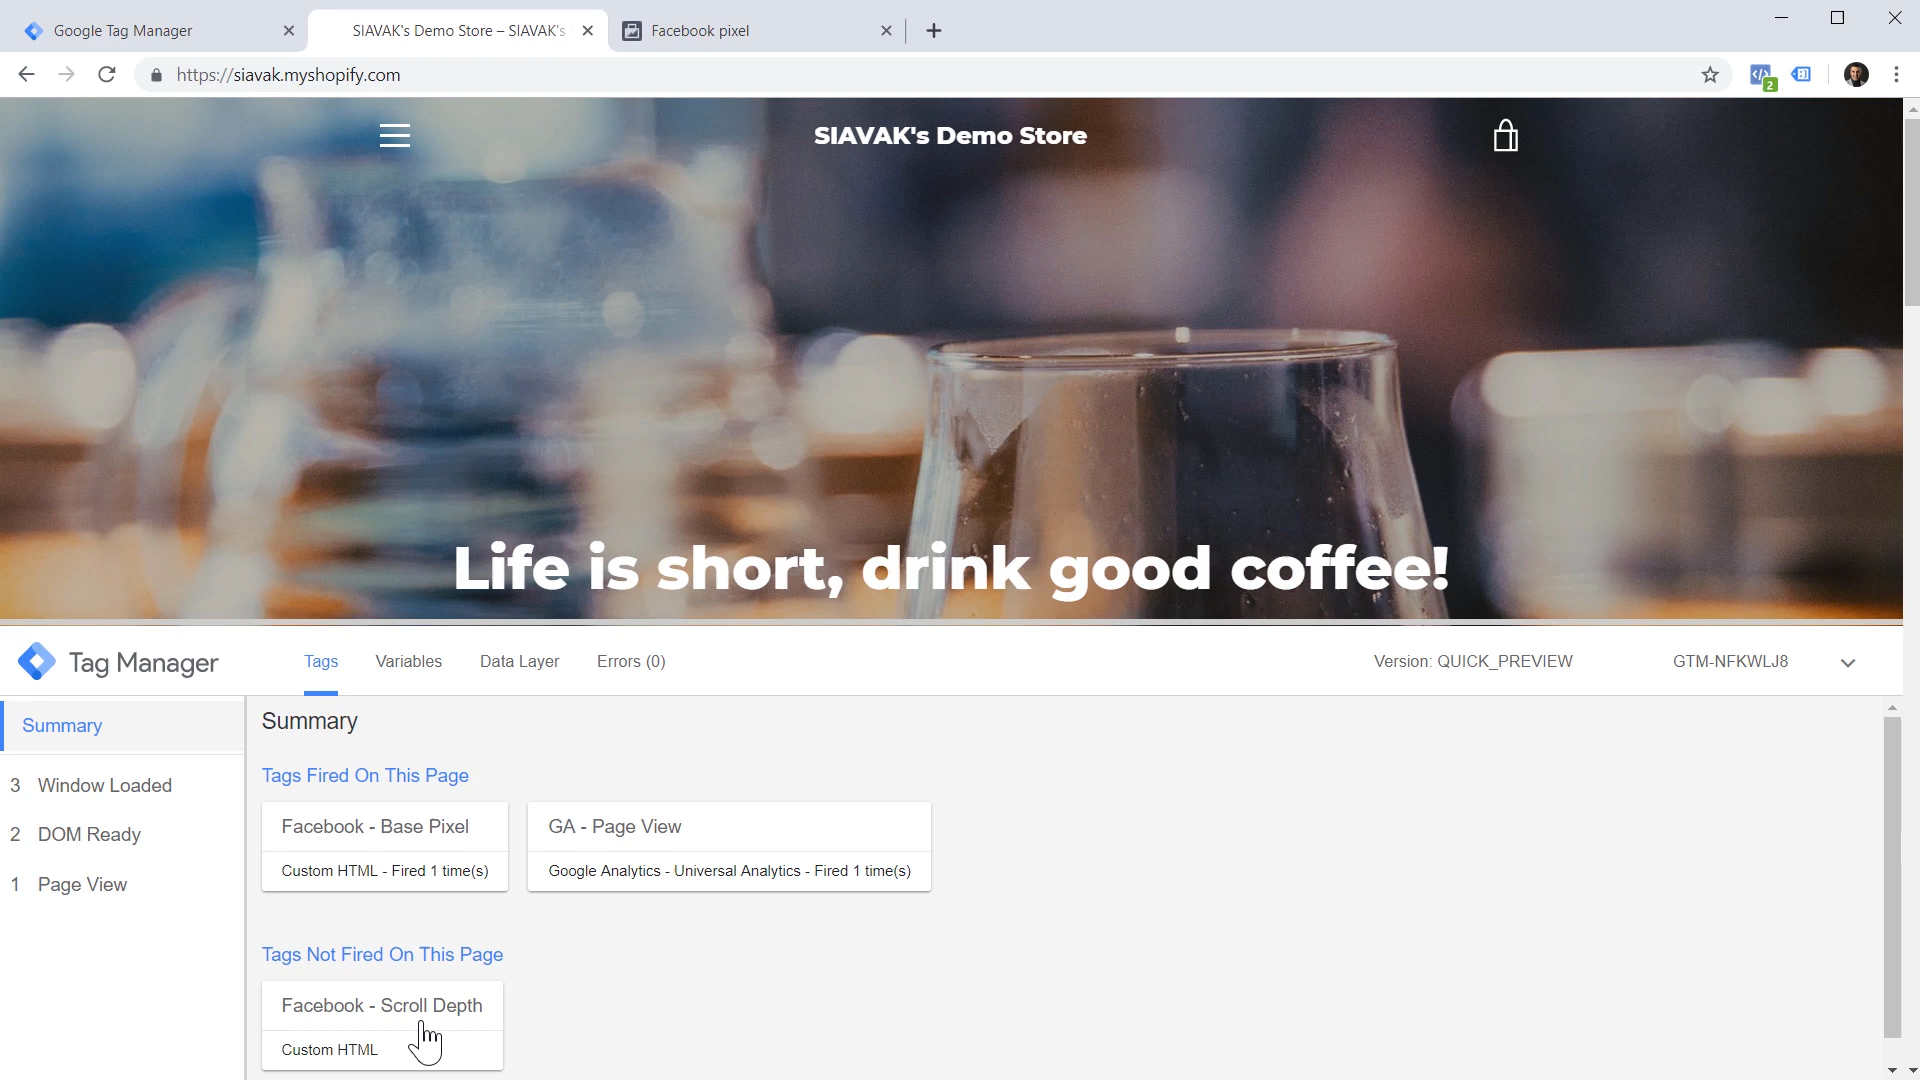 Google Tag Manager
SIAVAK's Demo Store – SIAVAK's
Facebook pixel
https://siavak.myshopify.com
2
SIAVAK's Demo Store
Life is short, drink good coffee!
Tag Manager
Tags
Variables
Data Layer
Errors (0)
Version: QUICK_PREVIEW
GTM-NFKWLJ8
Summary
3 Window Loaded
2 DOM Ready
1 Page View
Summary
Tags Fired On This Page
Facebook - Base Pixel
Custom HTML - Fired 1 time(s)
GA - Page View
Google Analytics - Universal Analytics - Fired 1 time(s)
Tags Not Fired On This Page
Facebook - Scroll Depth
Custom HTML